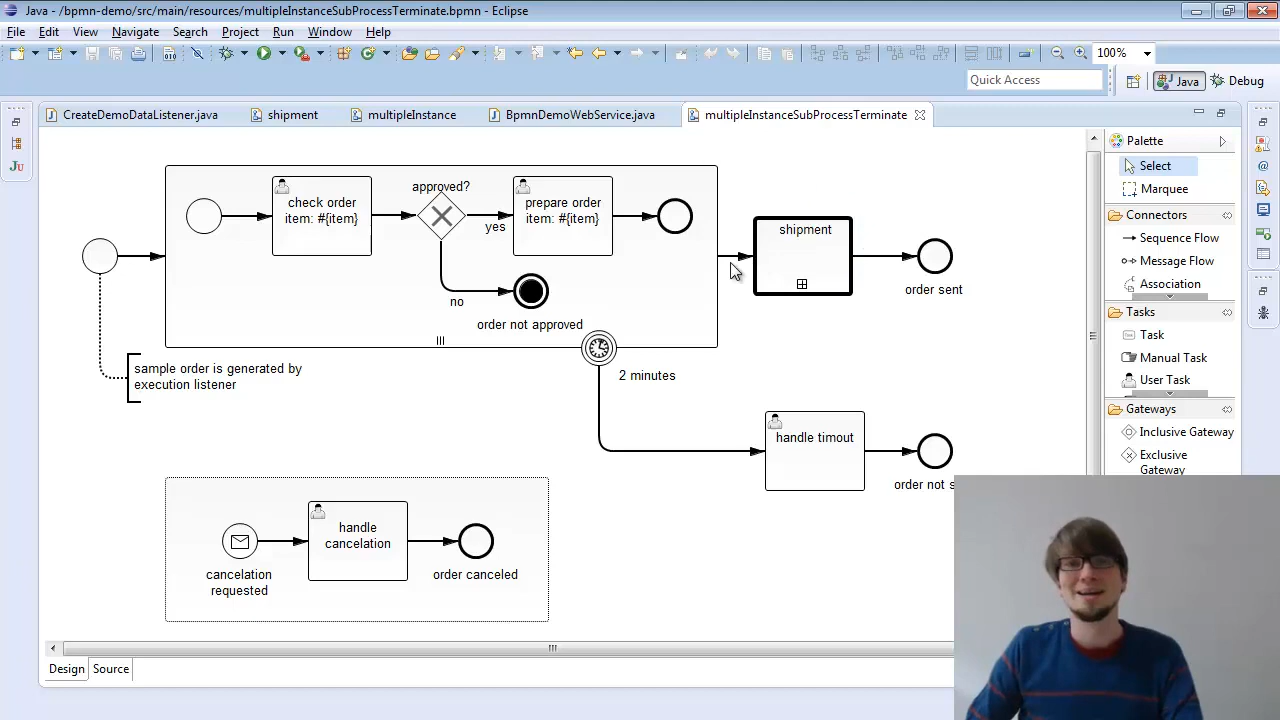 Java - /bpmn-demo/src/main/resources/multipleInstanceSubProcessTerminate.bpmn - Eclipse
File Edit View Navigate Search Project Run Window Help
100%
Quick Access
Java
Debug
CreateDemoDataListener.java
shipment
multipleInstance
BpmnDemoWebService.java
multipleInstanceSubProcessTerminate
check order
item: #{item}
approved?
yes
no
prepare order
item: #{item}
order not approved
shipment
order sent
2 minutes
sample order is generated by
execution listener
handle timout
order not s
cancelation
requested
handle
cancelation
order canceled
Palette
Select
Marquee
Connectors
Sequence Flow
Message Flow
Association
Tasks
Task
Manual Task
User Task
Gateways
Inclusive Gateway
Exclusive
Gateway
Design
Source